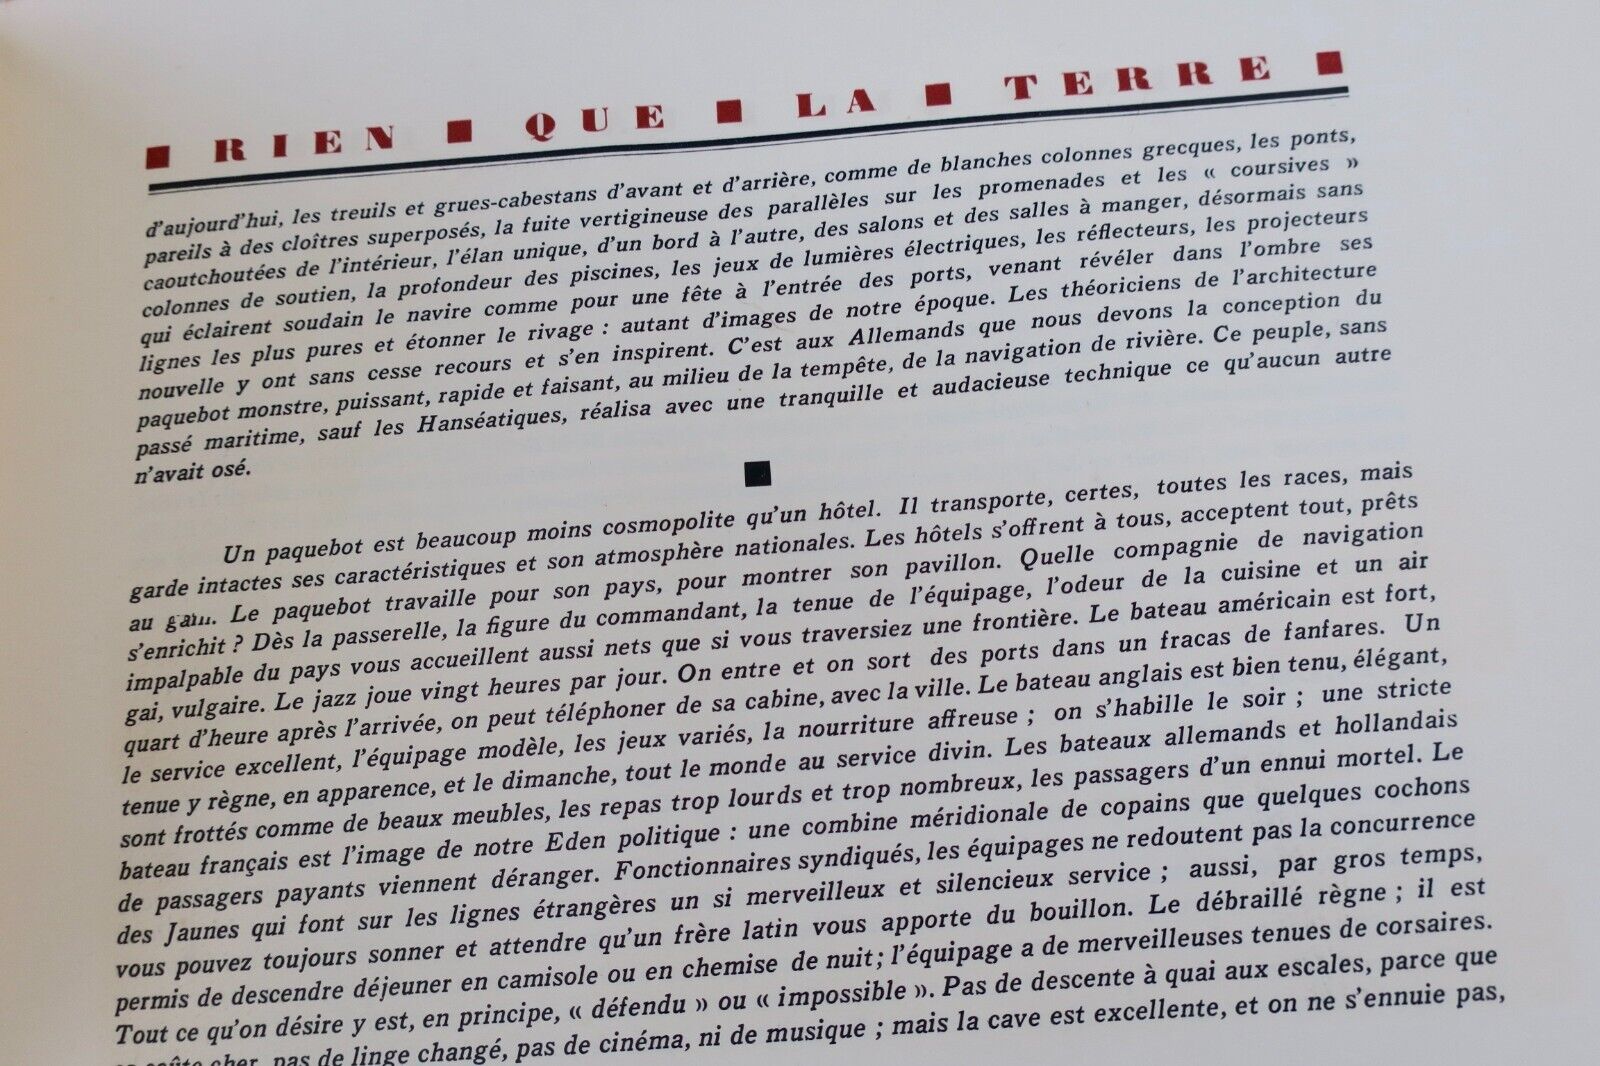 ■ RIEN ■ QUE ■ LA ■ TERRE ■
d'aujourd'hui, les treuils et grues-cabestans d'avant et d'arrière, comme de blanches colonnes grecques, les ponts,
pareils à des cloîtres superposés, la fuite vertigineuse des parallèles sur les promenades et les « coursives »
caoutchoutées de l'intérieur, l'élan unique, d'un bord à l'autre, des salons et des salles à manger, désormais sans
colonnes de soutien, la profondeur des piscines, les jeux de lumières électriques, les réflecteurs, les projecteurs
qui éclairent soudain le navire comme pour une fête à l'entrée des ports, venant révéler dans l'ombre ses
lignes les plus pures et étonner le rivage : autant d'images de notre époque. Les théoriciens de l'architecture
nouvelle y ont sans cesse recours et s'en inspirent. C'est aux Allemands que nous devons la conception du
paquebot monstre, puissant, rapide et faisant, au milieu de la tempête, de la navigation de rivière. Ce peuple, sans
passé maritime, sauf les Hanséatiques, réalisa avec une tranquille et audacieuse technique ce qu'aucun autre
n'avait osé.
■
Un paquebot est beaucoup moins cosmopolite qu'un hôtel. Il transporte, certes, toutes les races, mais
garde intactes ses caractéristiques et son atmosphère nationales. Les hôtels s'offrent à tous, acceptent tout, prêts
au gain. Le paquebot travaille pour son pays, pour montrer son pavillon. Quelle compagnie de navigation
s'enrichit ? Dès la passerelle, la figure du commandant, la tenue de l'équipage, l'odeur de la cuisine et un air
impalpable du pays vous accueillent aussi nets que si vous traversiez une frontière. Le bateau américain est fort,
gai, vulgaire. Le jazz joue vingt heures par jour. On entre et on sort des ports dans un fracas de fanfares. Un
quart d'heure après l'arrivée, on peut téléphoner de sa cabine, avec la ville. Le bateau anglais est bien tenu, élégant,
le service excellent, l'équipage modèle, les jeux variés, la nourriture affreuse ; on s'habille le soir ; une stricte
tenue y règne, en apparence, et le dimanche, tout le monde au service divin. Les bateaux allemands et hollandais
sont frottés comme de beaux meubles, les repas trop lourds et trop nombreux, les passagers d'un ennui mortel. Le
bateau français est l'image de notre Eden politique : une combine méridionale de copains que quelques cochons
de passagers payants viennent déranger. Fonctionnaires syndiqués, les équipages ne redoutent pas la concurrence
des Jaunes qui font sur les lignes étrangères un si merveilleux et silencieux service ; aussi, par gros temps,
vous pouvez toujours sonner et attendre qu'un frère latin vous apporte du bouillon. Le débraillé règne ; il est
permis de descendre déjeuner en camisole ou en chemise de nuit ; l'équipage a de merveilleuses tenues de corsaires.
Tout ce qu'on désire y est, en principe, « défendu » ou « impossible ». Pas de descente à quai aux escales, parce que
ça coûte cher, pas de linge changé, pas de cinéma, ni de musique ; mais la cave est excellente, et on ne s'ennuie pas,